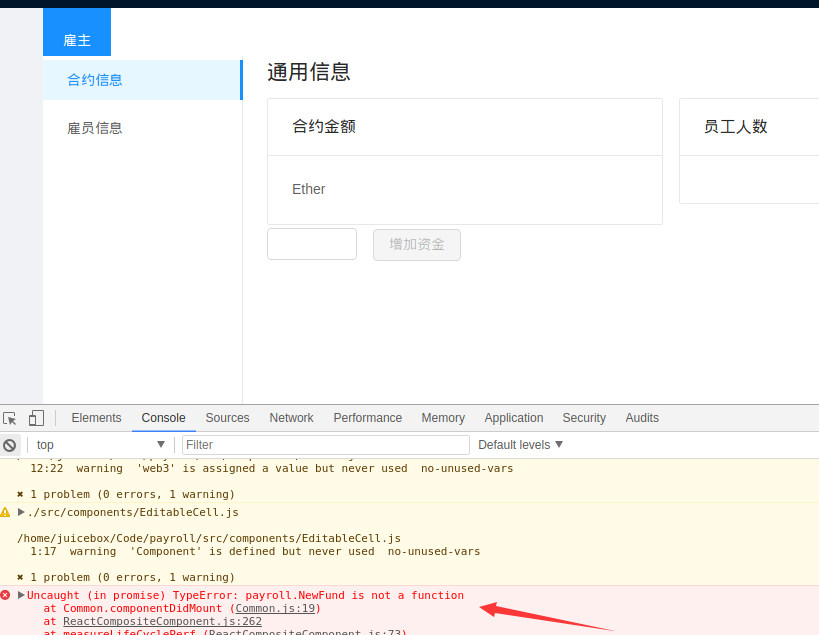 雇主
合约信息
雇员信息
通用信息
合约金额
员工人数
Ether
增加资金
Elements Console Sources Network Performance Memory Application Security Audits
top Filter Default levels
12:22 warning 'web3' is assigned a value but never used no-unused-vars
✖ 1 problem (0 errors, 1 warning)
./src/components/EditableCell.js
/home/juicebox/Code/payroll/src/components/EditableCell.js
1:17 warning 'Component' is defined but never used no-unused-vars
✖ 1 problem (0 errors, 1 warning)
Uncaught (in promise) TypeError: payroll.NewFund is not a function
at Common.componentDidMount (Common.js:19)
at ReactCompositeComponent.js:262
at measureLifeCyclePerf (ReactCompositeComponent.js:73)